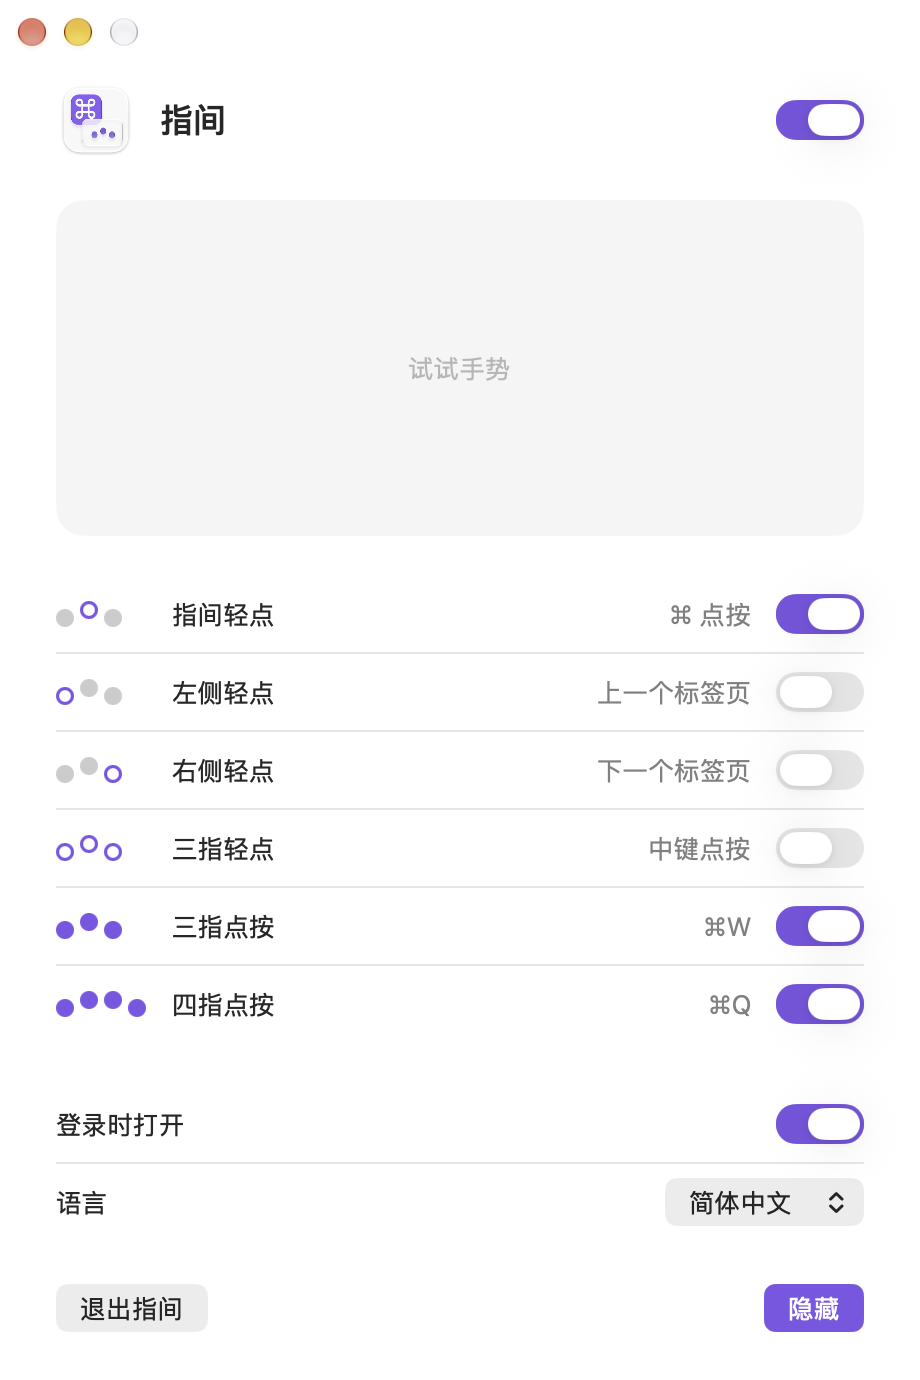 指间
试试手势
指间轻点 ⌘ 点按
左侧轻点 上一个标签页
右侧轻点 下一个标签页
三指轻点 中键点按
三指点按 ⌘W
四指点按 ⌘Q
登录时打开
语言 简体中文
退出指间 隐藏